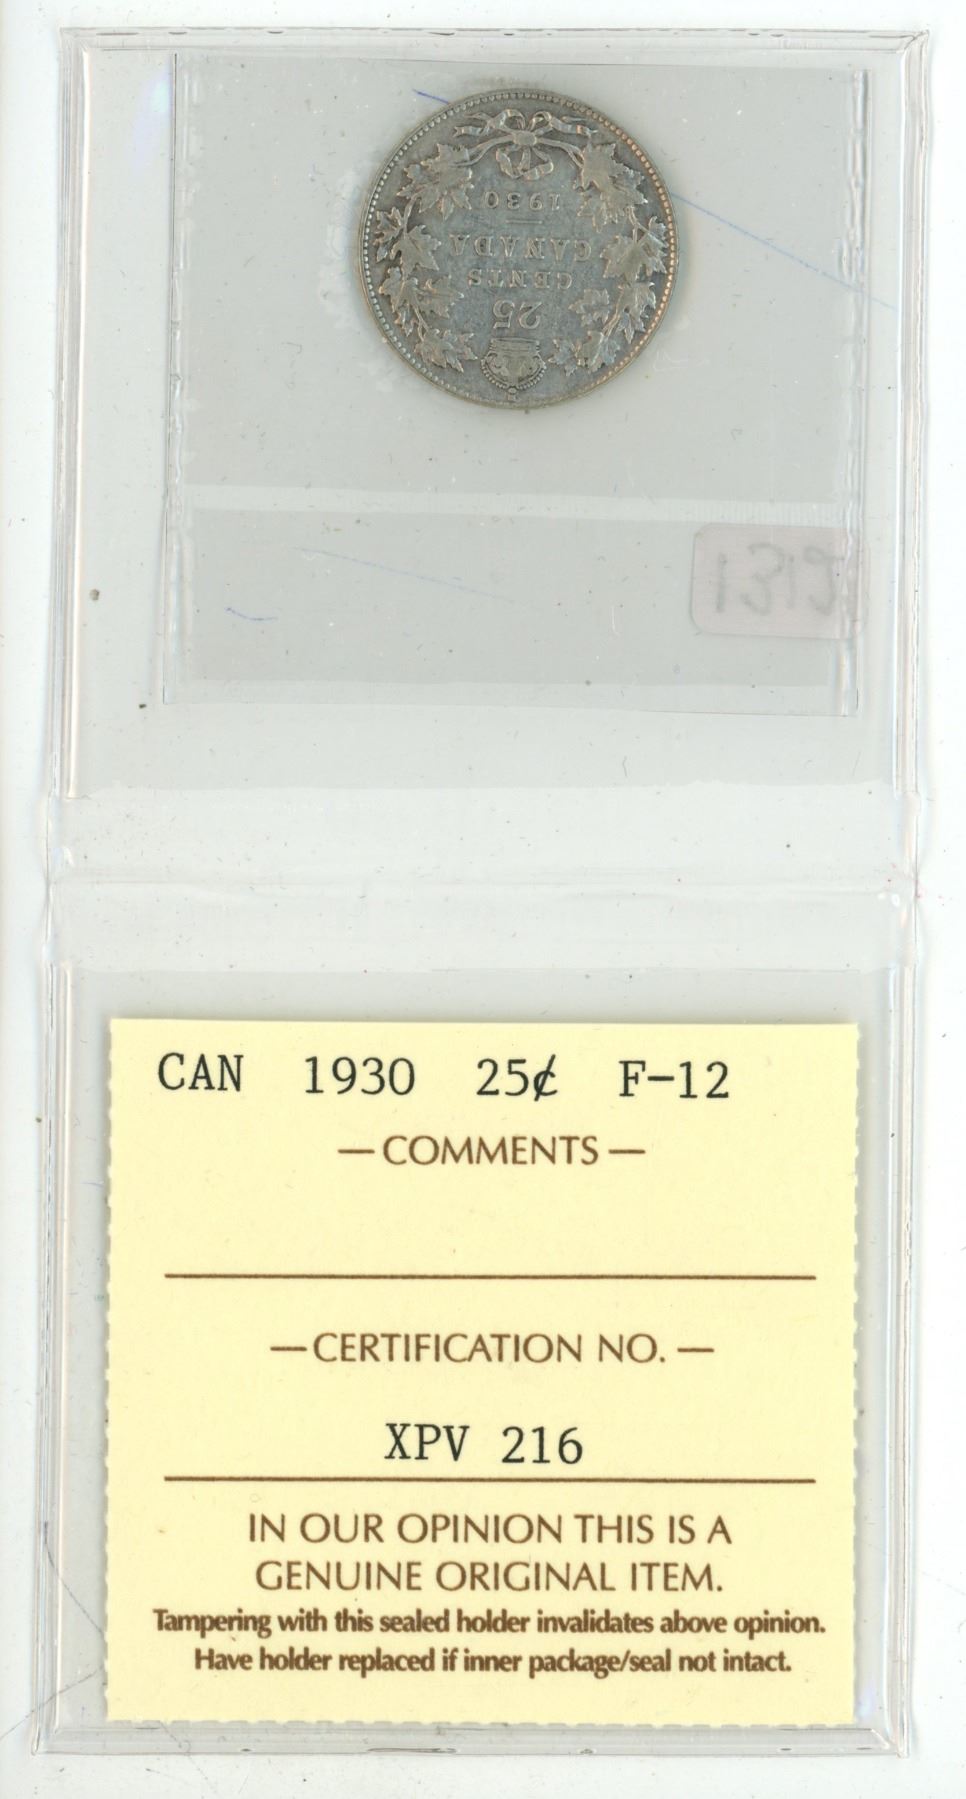 25
CENTS
CANADA
1930
CAN 1930 25¢ F-12
— COMMENTS —
— CERTIFICATION NO. —
XPV 216
IN OUR OPINION THIS IS A
GENUINE ORIGINAL ITEM.
Tampering with this sealed holder invalidates above opinion.
Have holder replaced if inner package/seal not intact.